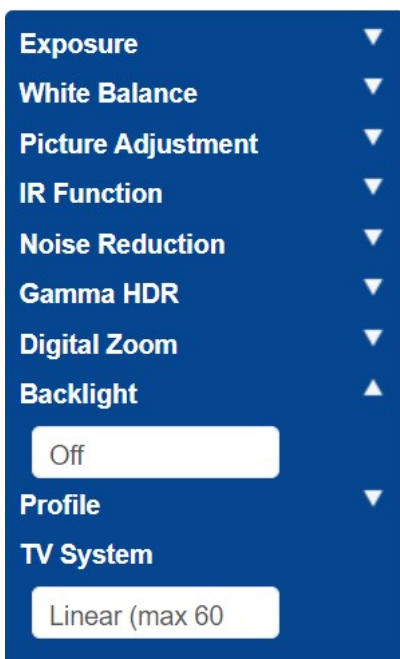 Exposure
White Balance
Picture Adjustment
IR Function
Noise Reduction
Gamma HDR
Digital Zoom
Backlight
Off
Profile
TV System
Linear (max 60